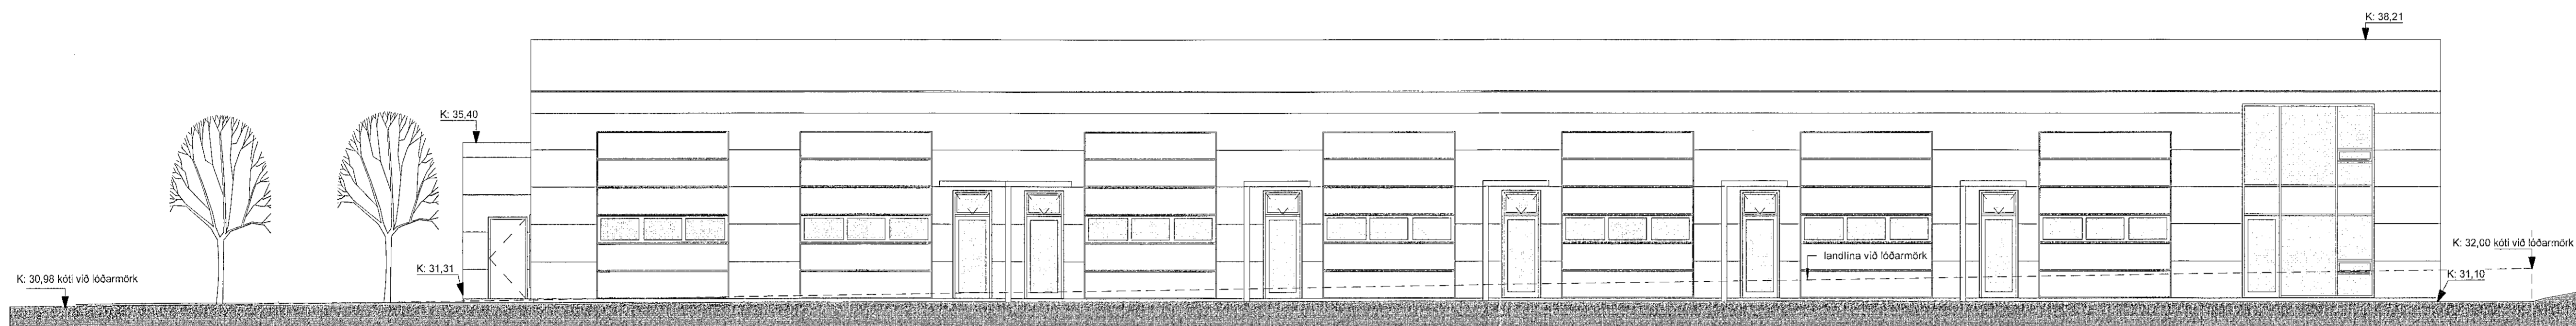 K: 38,21
K: 35,40
K: 32,00 kóti við lóðarmörk
landlína við lóðarmörk
K: 31,31
K: 31,10
K: 30,98 kóti við lóðarmörk